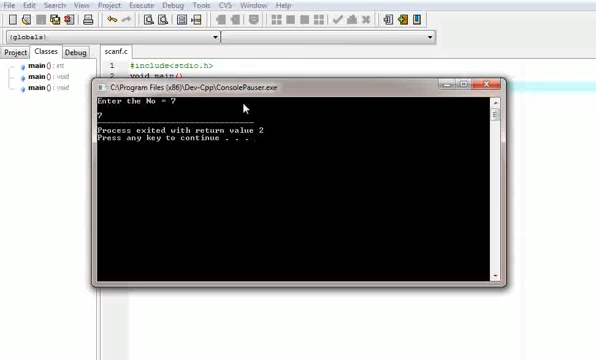 File Edit Search View Project Execute Debug Tools CVS Window Help
(globals)
Project Classes Debug
scanf.c
main() : int
main() : void
main() : void
1 #include<stdio.h>
2 void main()
C:\Program Files (x86)\Dev-Cpp\ConsolePauser.exe
Enter the No = 7
7
Process exited with return value 2
Press any key to continue . . .